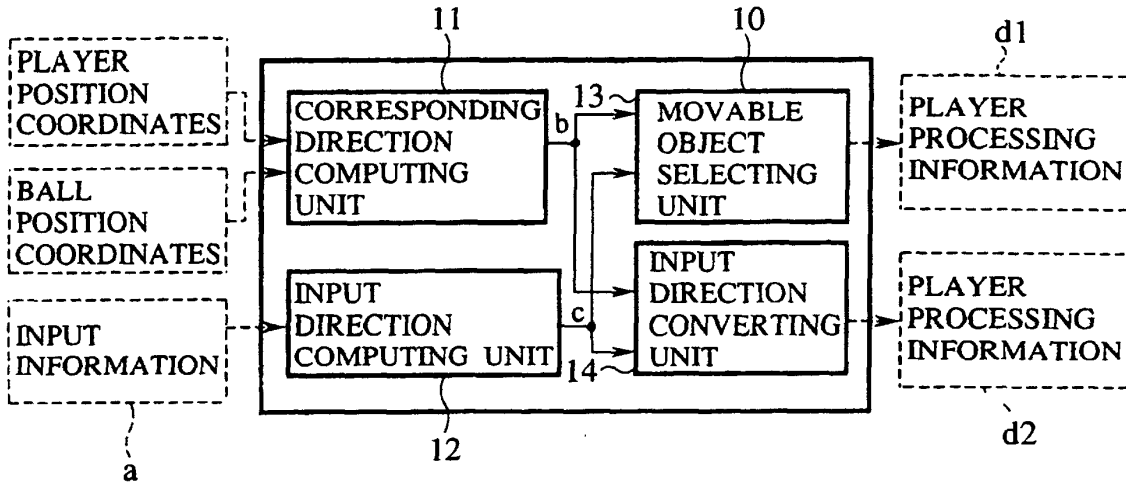 11
10
d1
PLAYER
POSITION
COORDINATES
BALL
POSITION
COORDINATES
INPUT
INFORMATION
a
CORRESPONDING
DIRECTION
COMPUTING
UNIT
b
INPUT
DIRECTION
COMPUTING UNIT
c
12
13
MOVABLE
OBJECT
SELECTING
UNIT
INPUT
DIRECTION
CONVERTING
UNIT
14
PLAYER
PROCESSING
INFORMATION
PLAYER
PROCESSING
INFORMATION
d2